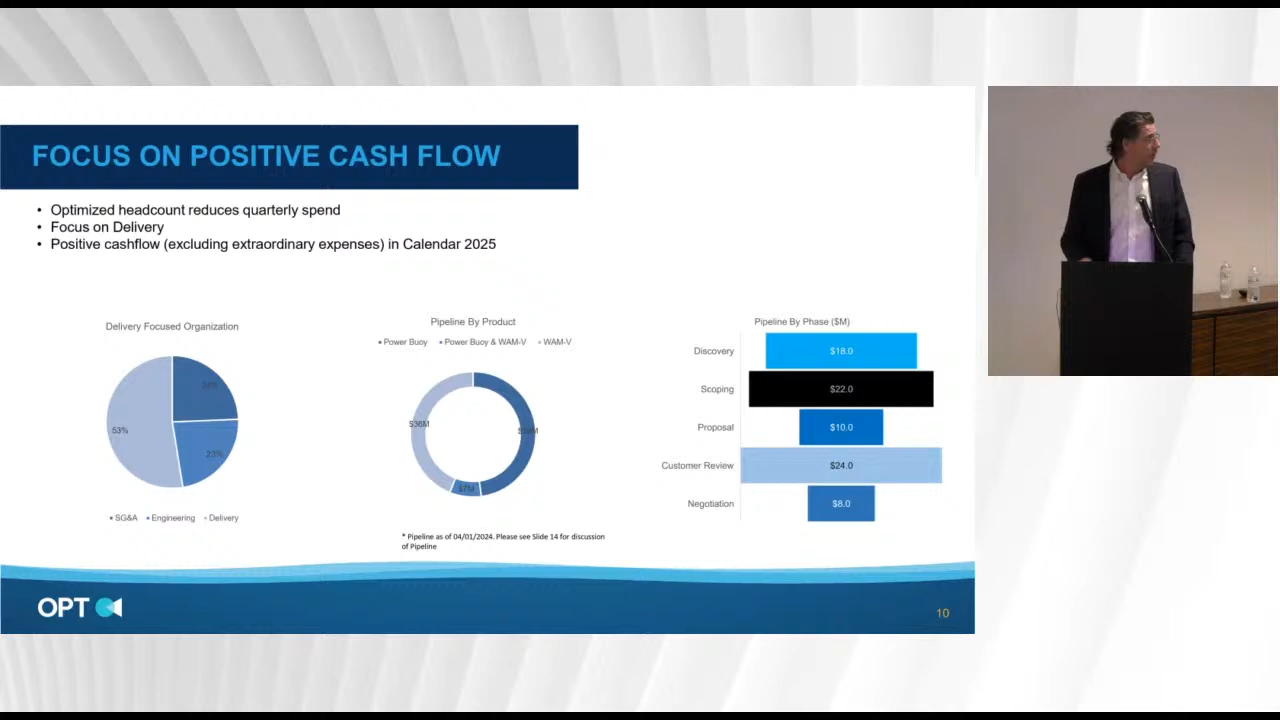 FOCUS ON POSITIVE CASH FLOW
• Optimized headcount reduces quarterly spend
• Focus on Delivery
• Positive cashflow (excluding extraordinary expenses) in Calendar 2025
Delivery Focused Organization
24%
53%
23%
SG&A Engineering Delivery
Pipeline By Product
Power Buoy Power Buoy & WAM-V WAM-V
$36M
* Pipeline as of 04/01/2024. Please see Slide 14 for discussion
of Pipeline
Pipeline By Phase ($M)
Discovery $18.0
Scoping $22.0
Proposal $10.0
Customer Review $24.0
Negotiation $8.0
OPT
10